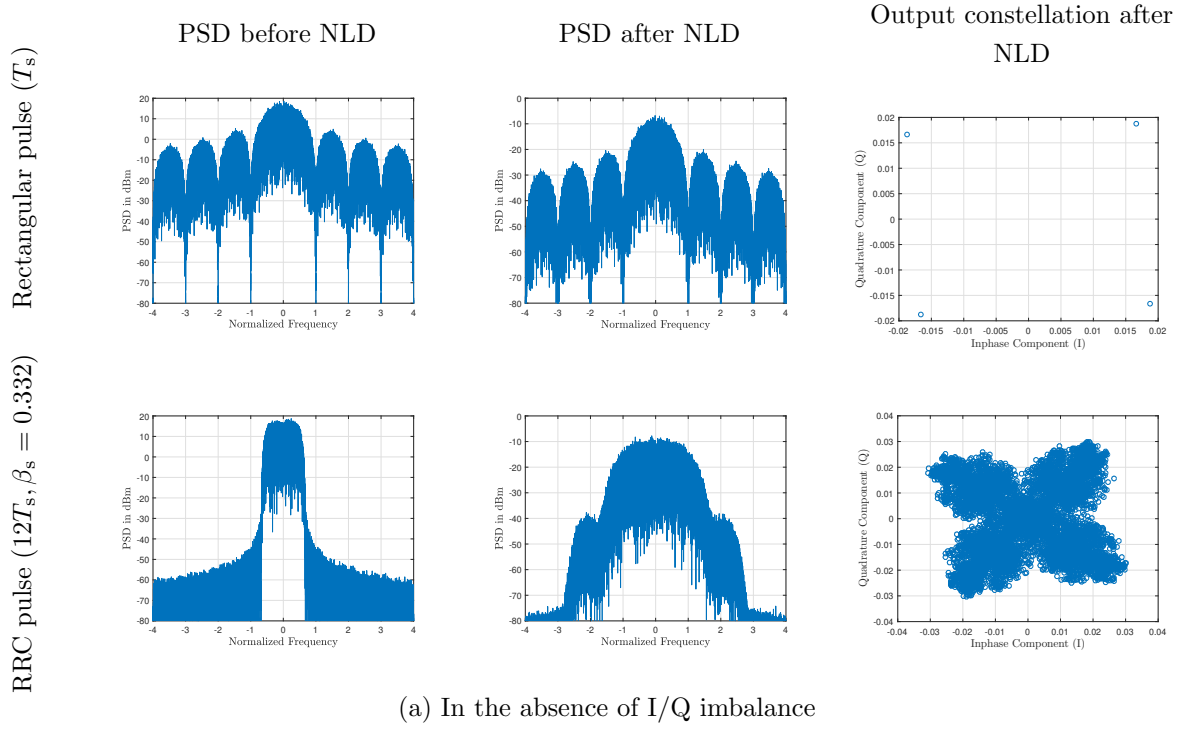 PSD before NLD
PSD after NLD
Output constellation after
NLD
Rectangular pulse (Tₛ)
20
10
0
-10
-20
-30
-40
-50
-60
-70
-80
PSD in dBm
-4 -3 -2 -1 0 1 2 3 4
Normalized Frequency
0
-10
-20
-30
-40
-50
-60
-70
-80
PSD in dBm
-4 -3 -2 -1 0 1 2 3 4
Normalized Frequency
0.02
0.015
0.01
0.005
0
-0.005
-0.01
-0.015
-0.02
Quadrature Component (Q)
-0.02 -0.015 -0.01 -0.005 0 0.005 0.01 0.015 0.02
Inphase Component (I)
RRC pulse (12Tₛ, βₛ = 0.332)
20
10
0
-10
-20
-30
-40
-50
-60
-70
-80
PSD in dBm
-4 -3 -2 -1 0 1 2 3 4
Normalized Frequency
0
-10
-20
-30
-40
-50
-60
-70
-80
PSD in dBm
-4 -3 -2 -1 0 1 2 3 4
Normalized Frequency
0.04
0.03
0.02
0.01
0
-0.01
-0.02
-0.03
-0.04
Quadrature Component (Q)
-0.04 -0.03 -0.02 -0.01 0 0.01 0.02 0.03 0.04
Inphase Component (I)
(a) In the absence of I/Q imbalance